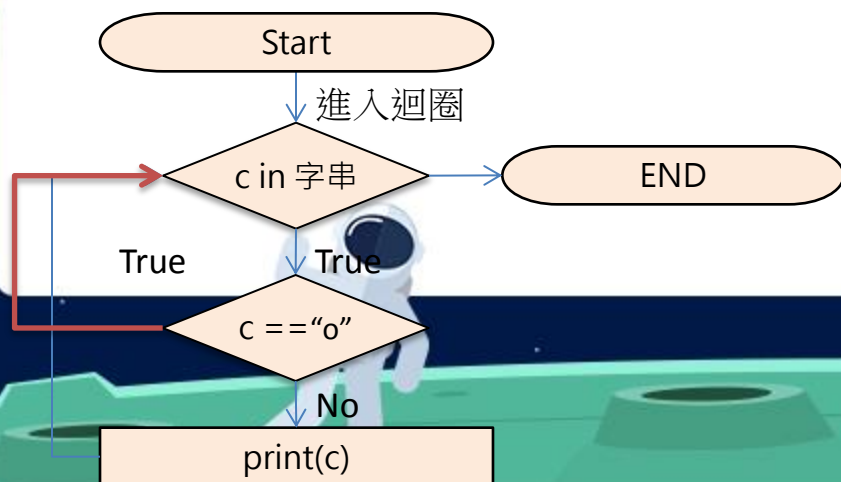 Start
進入迴圈
c in 字串
END
True
True
c ==“o”
No
print(c)